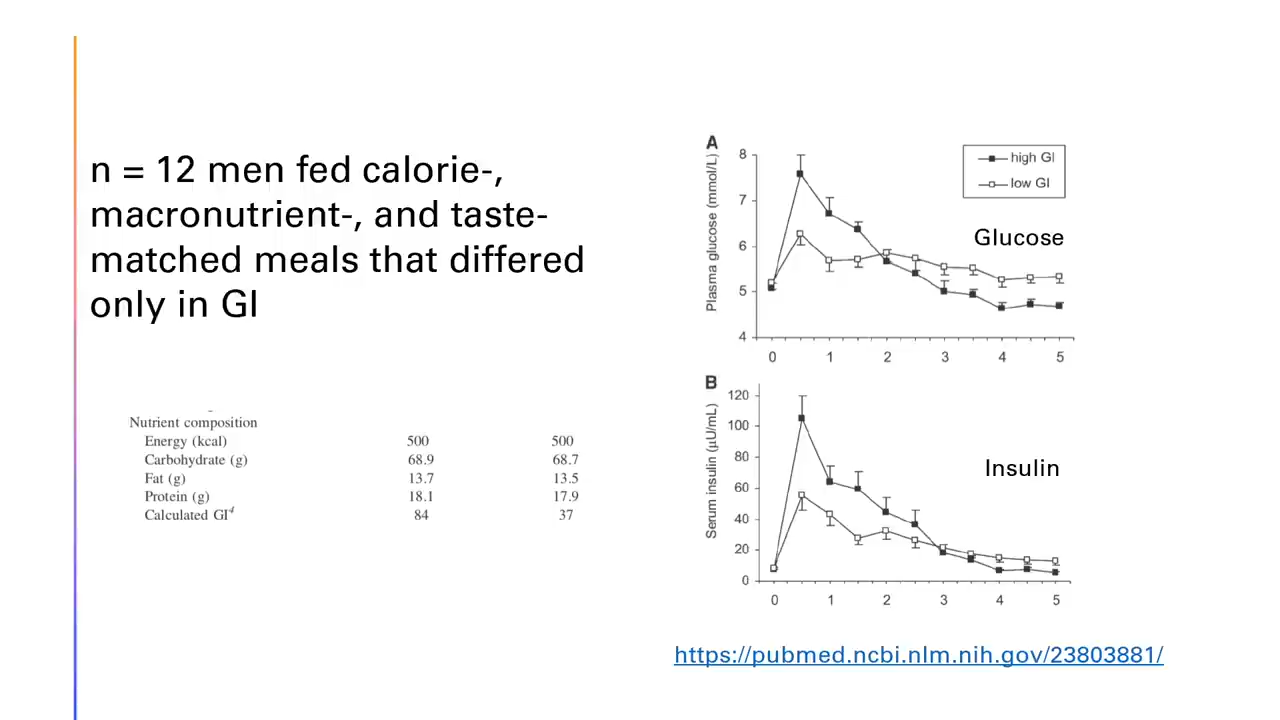 n = 12 men fed calorie-,
macronutrient-, and taste-
matched meals that differed
only in GI
Nutrient composition
Energy (kcal) 500 500
Carbohydrate (g) 68.9 68.7
Fat (g) 13.7 13.5
Protein (g) 18.1 17.9
Calculated GI4 84 37
A
high GI
low GI
Glucose
Plasma glucose (mmol/L)
8
7
6
5
4
0 1 2 3 4 5
B
Insulin
Serum insulin (μU/mL)
120
100
80
60
40
20
0
0 1 2 3 4 5
https://pubmed.ncbi.nlm.nih.gov/23803881/